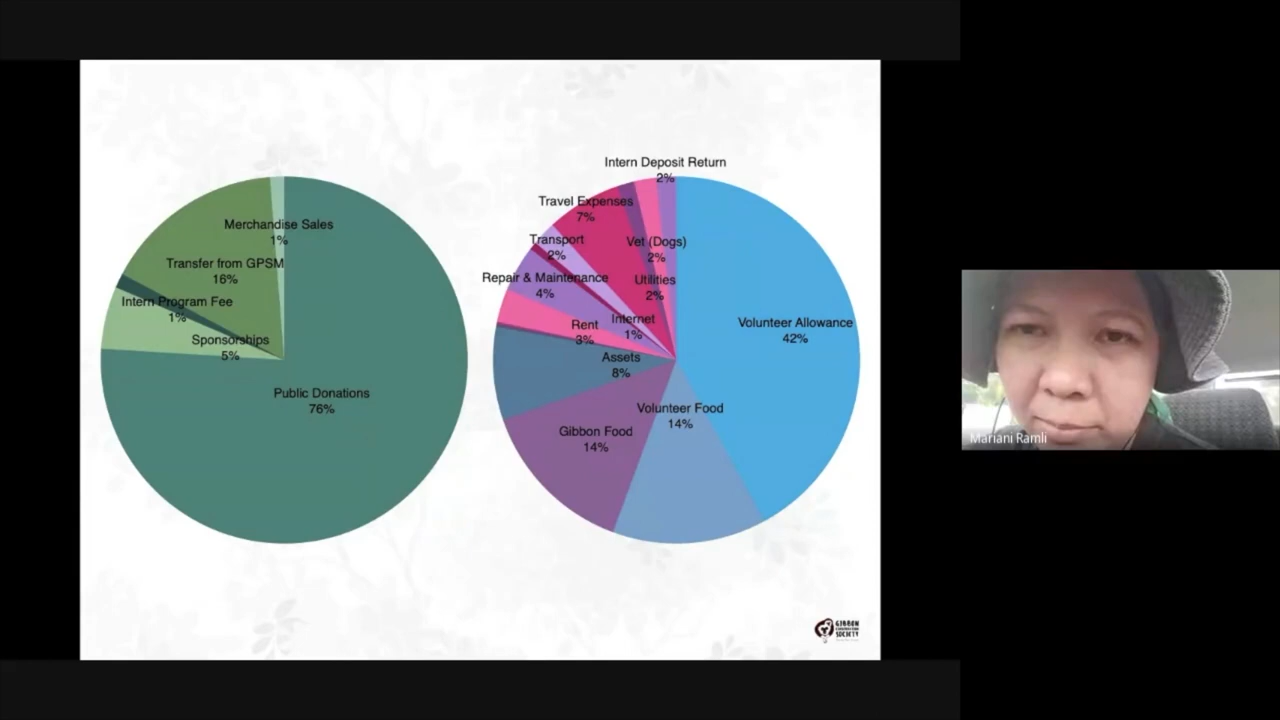 Merchandise Sales
1%
Transfer from GPSM
16%
Intern Program Fee
1%
Sponsorships
5%
Public Donations
76%
Intern Deposit Return
2%
Travel Expenses
7%
Transport
2%
Vet (Dogs)
2%
Repair & Maintenance
4%
Utilities
2%
Internet
1%
Rent
3%
Volunteer Allowance
42%
Assets
8%
Volunteer Food
14%
Gibbon Food
14%
GIBBON
SOCIETY
Mariani Ramli